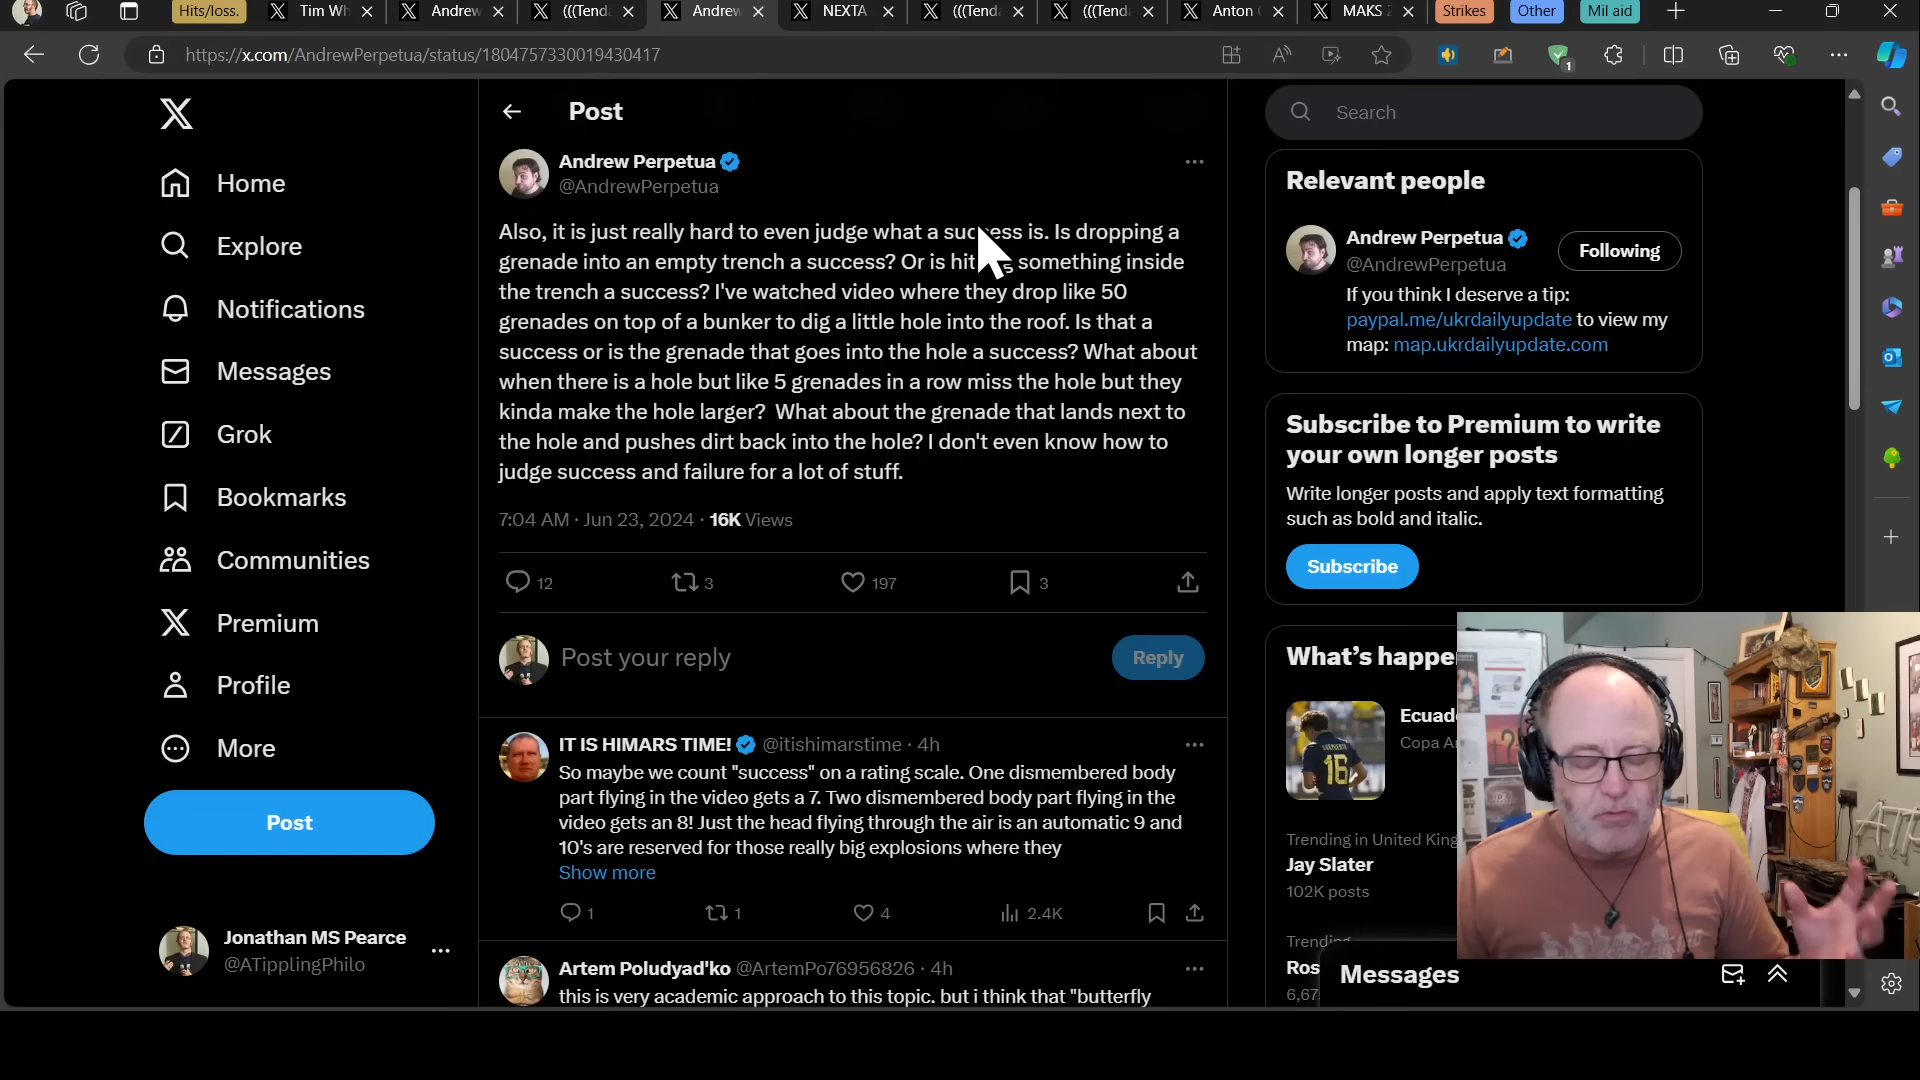 Hits/loss.
Tim Wh
Andrew
(((Tend
Andrew
NEXTA
(((Tend
(((Tend
Anton
MAKS
Strikes
Other
Mil aid
https://x.com/AndrewPerpetua/status/1804757330019430417
1
Home
Explore
Notifications
Messages
Grok
Bookmarks
Communities
Premium
Profile
More
Post
Jonathan MS Pearce
@ATipplingPhilo
Post
Andrew Perpetua
@AndrewPerpetua
Also, it is just really hard to even judge what a success is. Is dropping a
grenade into an empty trench a success? Or is hitting something inside
the trench a success? I've watched video where they drop like 50
grenades on top of a bunker to dig a little hole into the roof. Is that a
success or is the grenade that goes into the hole a success? What about
when there is a hole but like 5 grenades in a row miss the hole but they
kinda make the hole larger? What about the grenade that lands next to
the hole and pushes dirt back into the hole? I don't even know how to
judge success and failure for a lot of stuff.
7:04 AM · Jun 23, 2024 · 16K Views
12
3
197
3
Post your reply
Reply
IT IS HIMARS TIME! @itishimarstime · 4h
So maybe we count "success" on a rating scale. One dismembered body
part flying in the video gets a 7. Two dismembered body part flying in the
video gets an 8! Just the head flying through the air is an automatic 9 and
10's are reserved for those really big explosions where they
Show more
1
1
4
2.4K
Artem Poludyad'ko @ArtemPo76956826 · 4h
this is very academic approach to this topic. but i think that "butterfly
Search
Relevant people
Andrew Perpetua
@AndrewPerpetua
Following
If you think I deserve a tip:
paypal.me/ukrdailyupdate to view my
map: map.ukrdailyupdate.com
Subscribe to Premium to write
your own longer posts
Write longer posts and apply text formatting
such as bold and italic.
Subscribe
What's happe
16
Ecuad
Copa A
Trending in United King
Jay Slater
102K posts
Trending
Ros
6,67
Messages